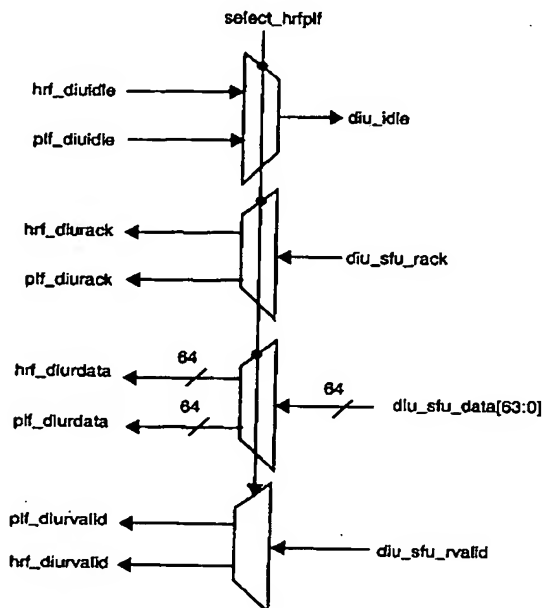 select_hrfplf
hrf_diuidle
diu_idle
plf_diuidle
hrf_diurack
diu_sfu_rack
plf_diurack
64
hrf_diurdata
64
64
plf_diurdata
diu_sfu_data[63:0]
plf_diurvalid
diu_sfu_rvalid
hrf_diurvalid